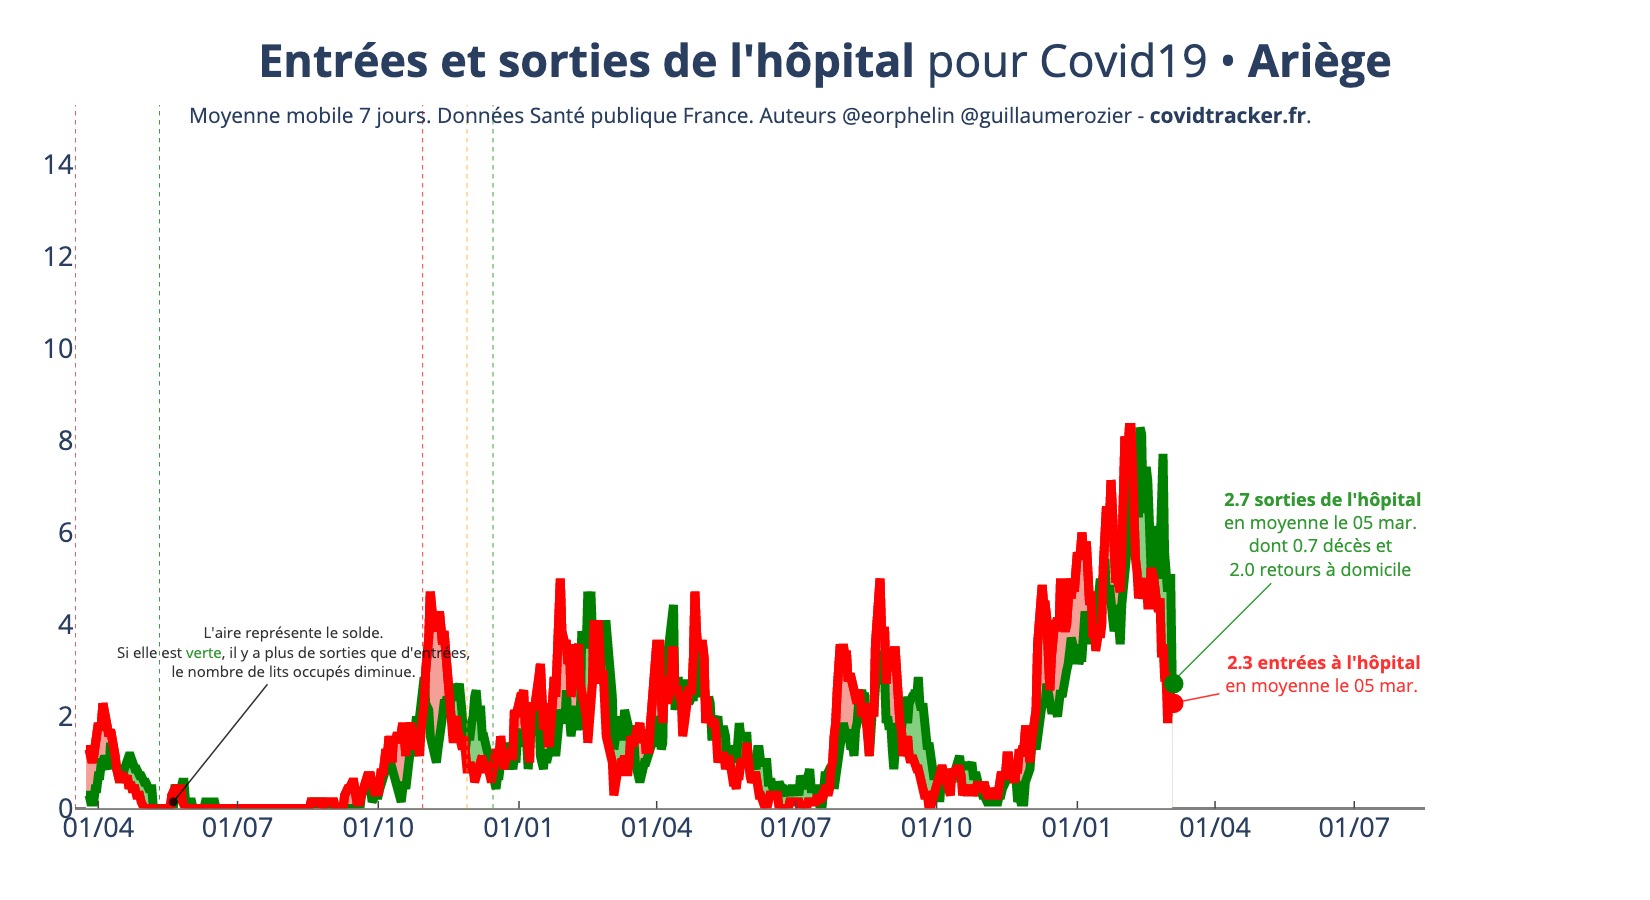 Entrées et sorties de l'hôpital pour Covid19 • Ariège
Moyenne mobile 7 jours. Données Santé publique France. Auteurs @eorphelin @guillaumerozier - covidtracker.fr.
14
12
10
8
6
4
2
0
2.7 sorties de l'hôpital
en moyenne le 05 mar.
dont 0.7 décès et
2.0 retours à domicile
L'aire représente le solde.
Si elle est verte, il y a plus de sorties que d'entrées,
le nombre de lits occupés diminue.
2.3 entrées à l'hôpital
en moyenne le 05 mar.
01/04 01/07 01/10 01/01 01/04 01/07 01/10 01/01 01/04 01/07